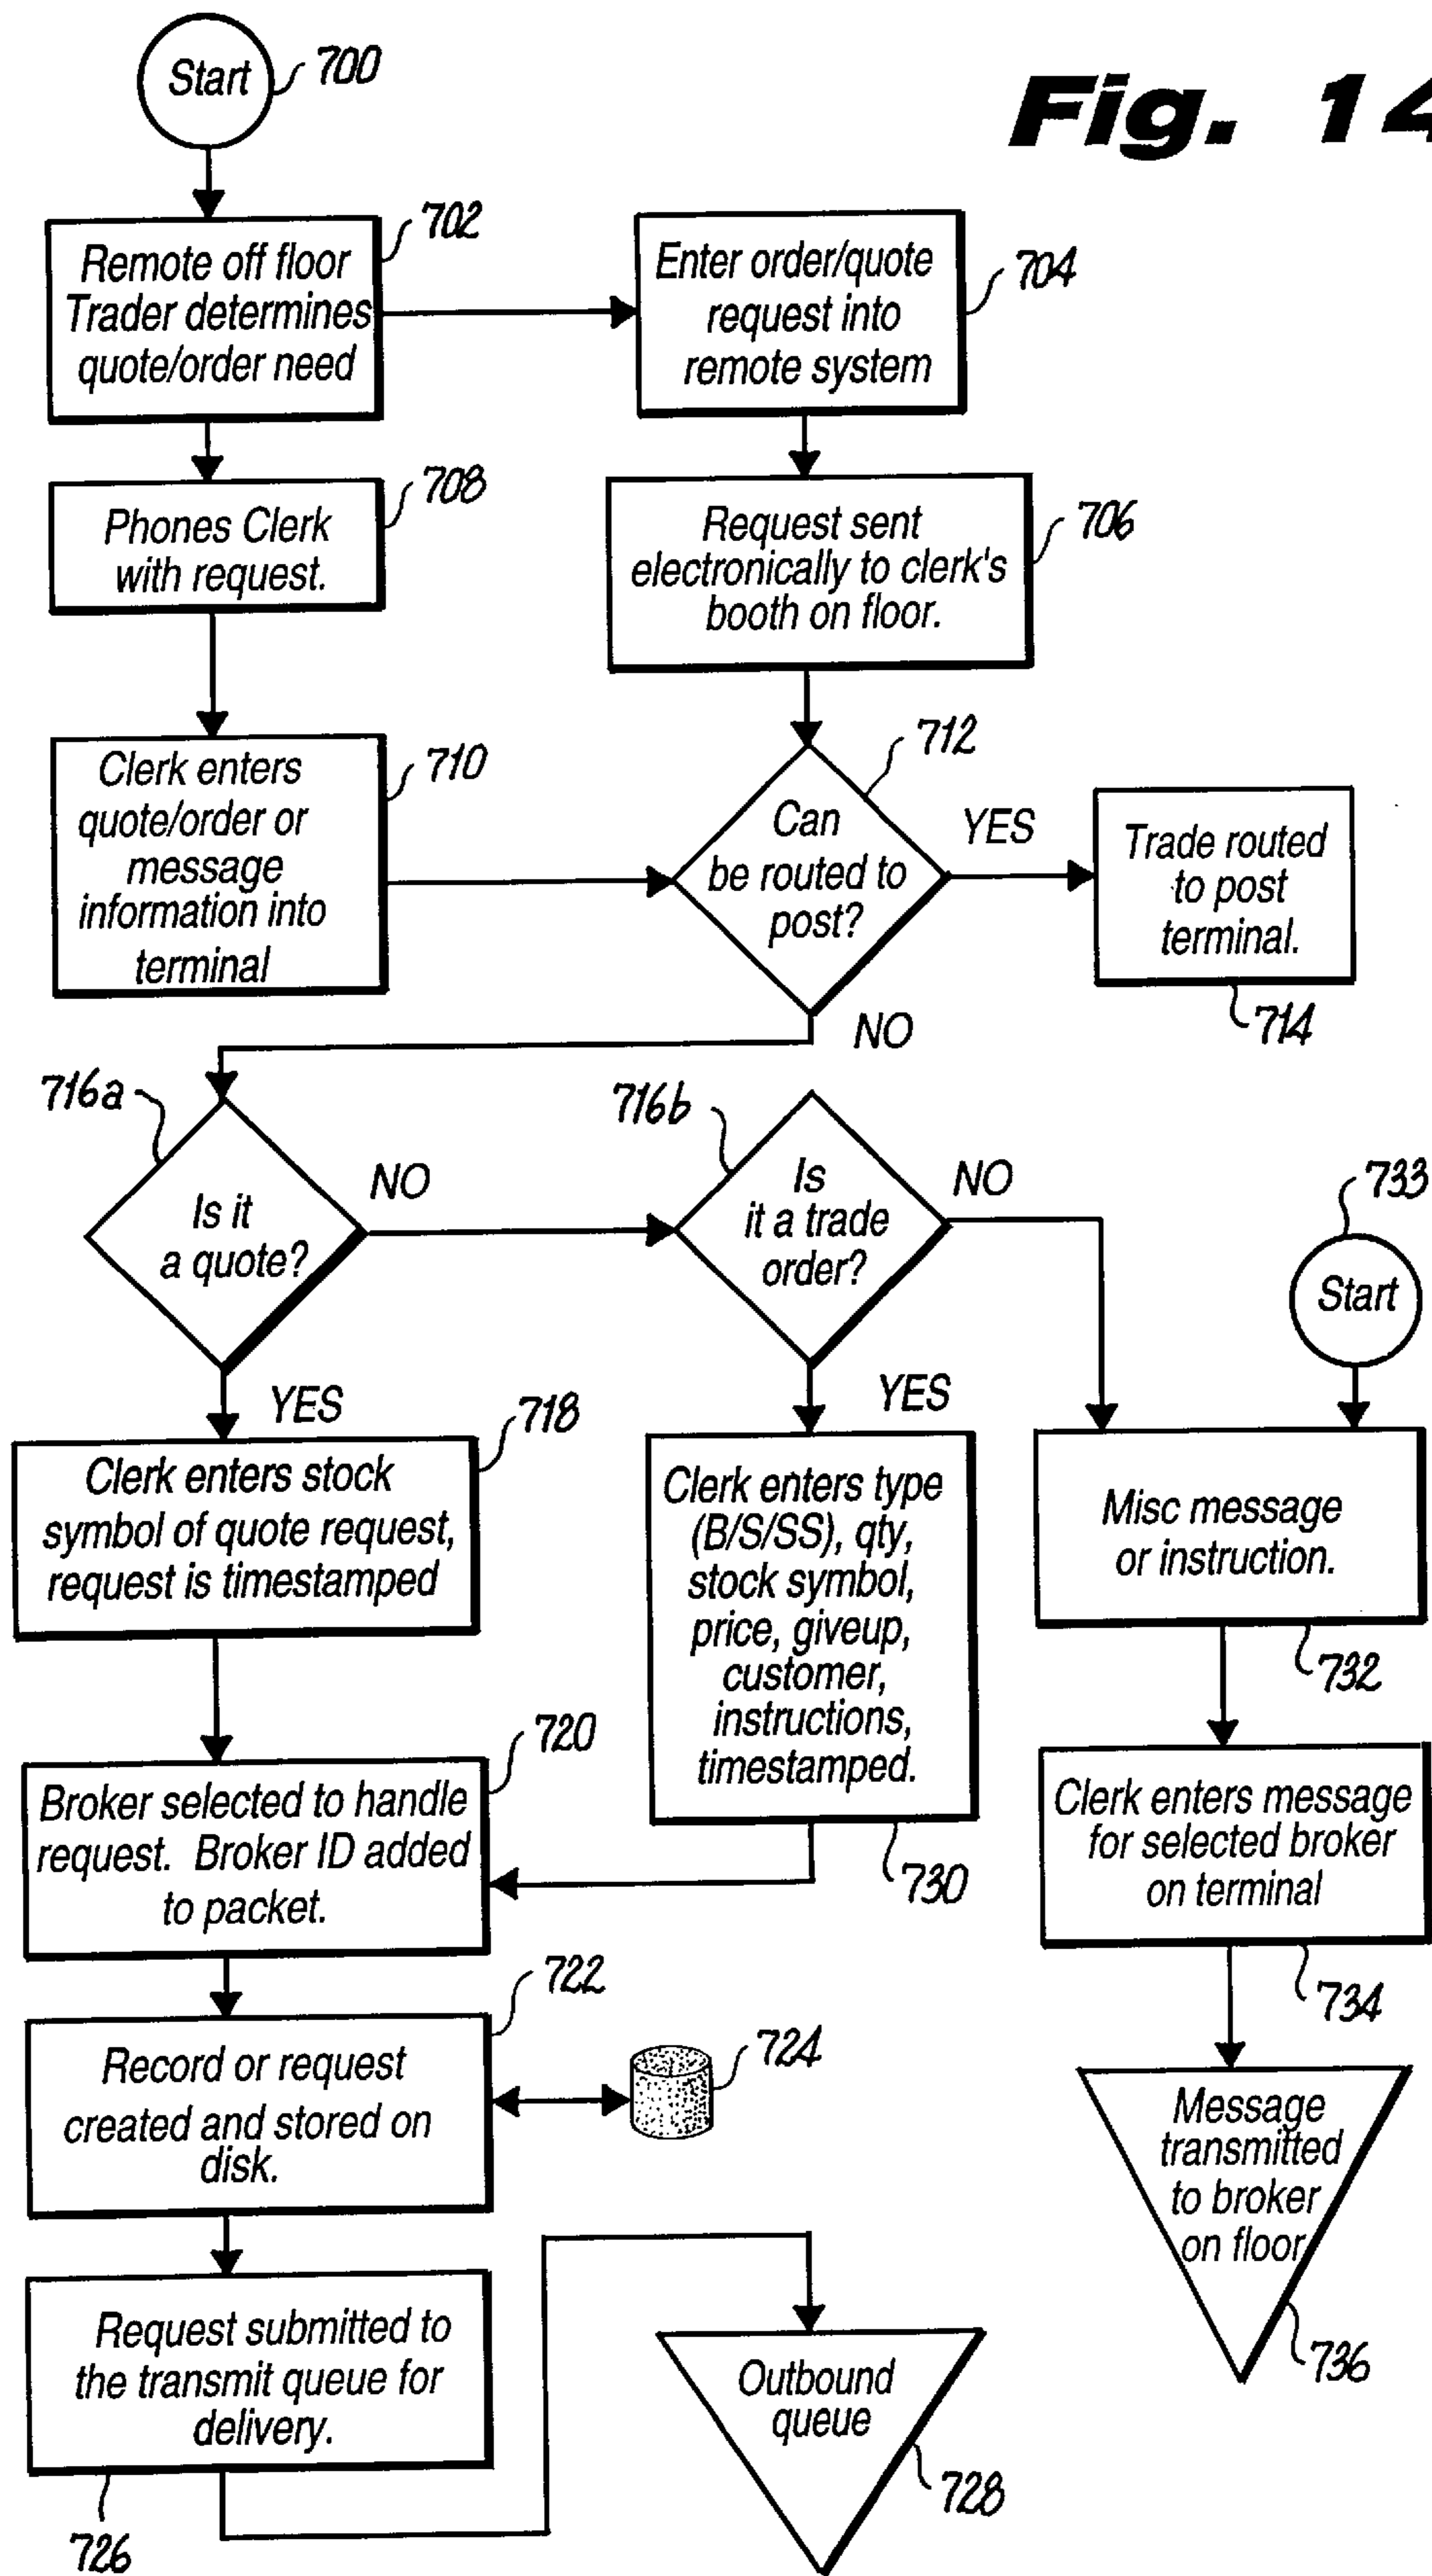 Start
700
Fig. 14
Remote off floor
Trader determines
quote/order need
702
Enter order/quote
request into
remote system
704
Phones Clerk
with request.
708
Request sent
electronically to clerk's
booth on floor.
706
Clerk enters
quote/order or
message
information into
terminal
710
Can
be routed to
post?
712
YES
Trade routed
to post
terminal.
714
NO
716a
Is it
a quote?
NO
716b
Is
it a trade
order?
NO
733
Start
YES
718
Clerk enters stock
symbol of quote request,
request is timestamped
YES
Clerk enters type
(B/S/SS), qty,
stock symbol,
price, giveup,
customer,
instructions,
timestamped.
730
Misc message
or instruction.
732
720
Broker selected to handle
request. Broker ID added
to packet.
Clerk enters message
for selected broker
on terminal
734
722
Record or request
created and stored on
disk.
724
Message
transmitted
to broker
on floor
736
Request submitted to
the transmit queue for
delivery.
726
Outbound
queue
728